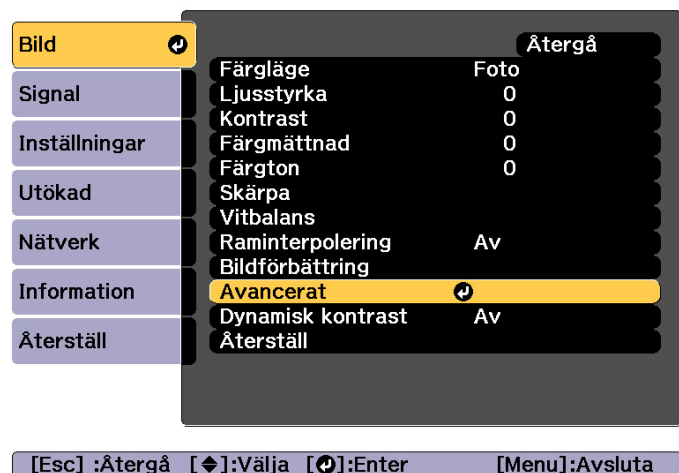 Bild
Signal
Inställningar
Utökad
Nätverk
Information
Återställ
Återgå
Färgläge Foto
Ljusstyrka 0
Kontrast 0
Färgmättnad 0
Färgton 0
Skärpa
Vitbalans
Raminterpolering Av
Bildförbättring
Avancerat
Dynamisk kontrast Av
Återställ
[Esc] :Återgå [◆]:Välja [⏎]:Enter [Menu]:Avsluta